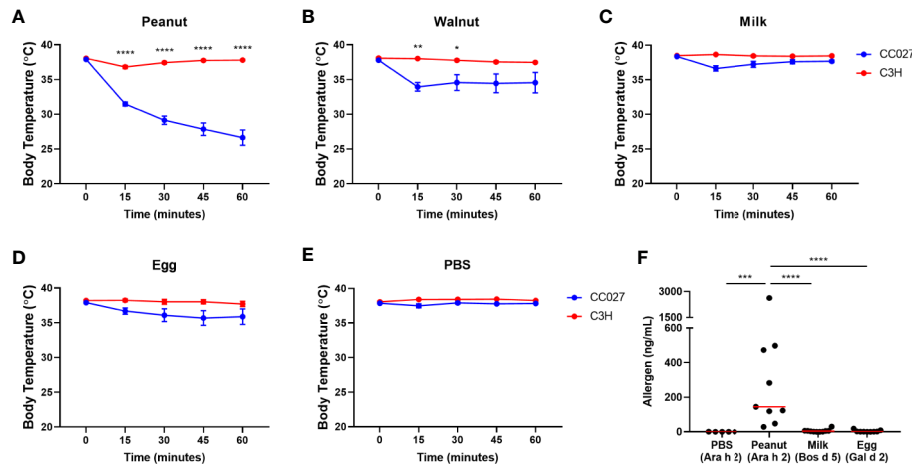 A
Peanut
Body Temperature (°C)
40
35
30
25
20
**** **** **** ****
0 15 30 45 60
Time (minutes)
B
Walnut
Body Temperature (°C)
40
35
30
25
20
** *
0 15 30 45 60
Time (minutes)
C
Milk
Body Temperature (°C)
40
35
30
25
20
0 15 30 45 60
Time (minutes)
CC027
C3H
D
Egg
Body Temperature (°C)
40
35
30
25
20
0 15 30 45 60
Time (minutes)
E
PBS
Body Temperature (°C)
40
35
30
25
20
0 15 30 45 60
Time (minutes)
CC027
C3H
F
****
*** ****
Allergen (ng/mL)
3000
1500
600
400
200
0
PBS Peanut Milk Egg
(Ara h 2) (Ara h 2) (Bos d 5) (Gal d 2)